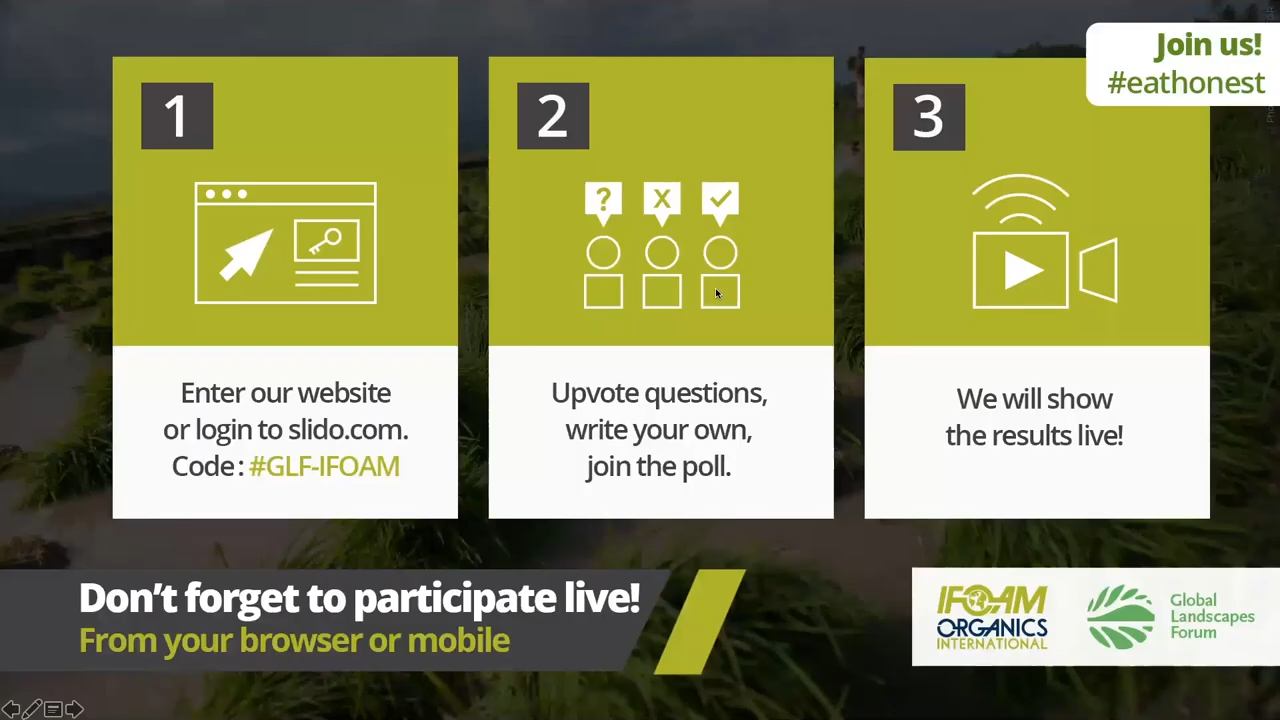 Join us!
#eathonest
1
2
3
?
X
Enter our website
or login to slido.com.
Code: #GLF-IFOAM
Upvote questions,
write your own,
join the poll.
We will show
the results live!
Don't forget to participate live!
From your browser or mobile
IFOAM
ORGANICS
INTERNATIONAL
Global
Landscapes
Forum